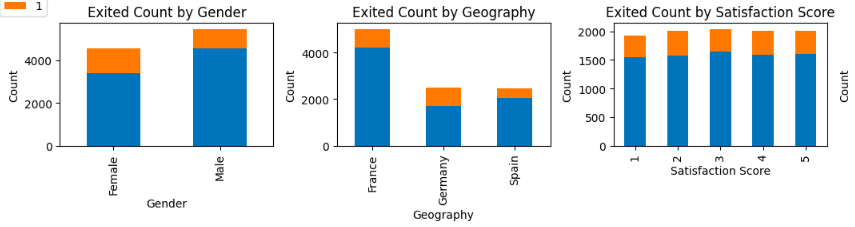 1
Exited Count by Gender
Count
4000
2000
0
Female
Male
Gender
Exited Count by Geography
Count
4000
2000
0
France
Germany
Spain
Geography
Exited Count by Satisfaction Score
Count
2000
1500
1000
500
0
1
2
3
4
5
Satisfaction Score
Count